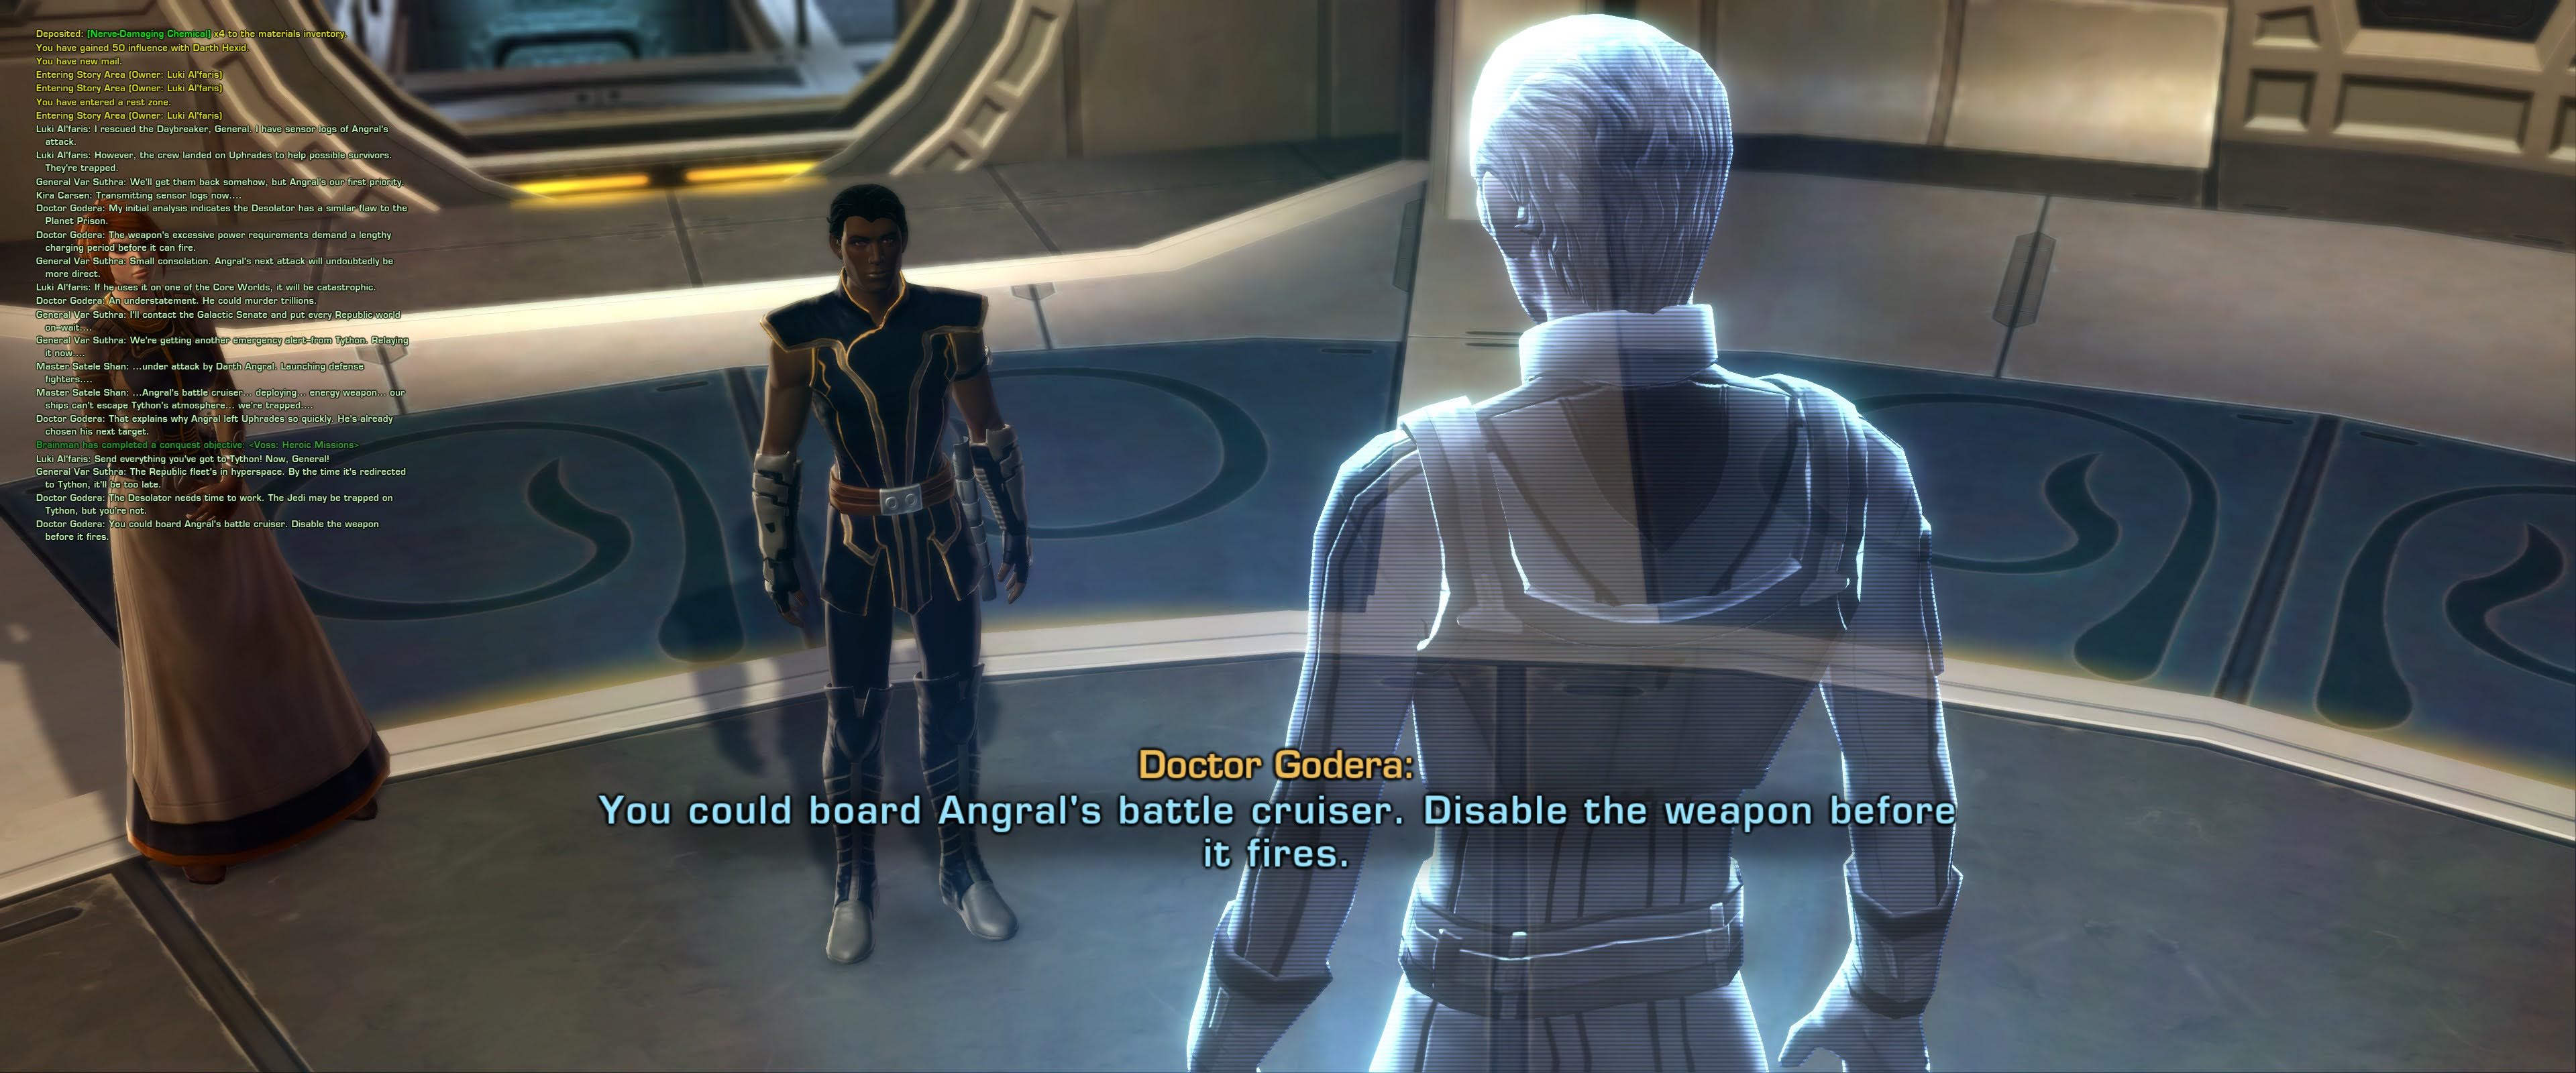 Deposited: [Nerve-Damaging Chemical] x4 to the materials inventory.
You have gained 50 influence with Darth Hexid.
You have new mail.
Entering Story Area (Owner: Luki Al'faris)
Entering Story Area (Owner: Luki Al'faris)
You have entered a rest zone.
Entering Story Area (Owner: Luki Al'faris)
Luki Al'faris: I rescued the Daybreaker, General. I have sensor logs of Angral's
attack.
Luki Al'faris: However, the crew landed on Uphrades to help possible survivors.
They're trapped.
General Var Suthra: We'll get them back somehow, but Angral's our first priority.
Kira Carsen: Transmitting sensor logs now....
Doctor Godera: My initial analysis indicates the Desolator has a similar flaw to the
Planet Prison.
Doctor Godera: The weapon's excessive power requirements demand a lengthy
charging period before it can fire.
General Var Suthra: Small consolation. Angral's next attack will undoubtedly be
more direct.
Luki Al'faris: If he uses it on one of the Core Worlds, it will be catastrophic.
Doctor Godera: An understatement. He could murder trillions.
General Var Suthra: I'll contact the Galactic Senate and put every Republic world
on–wait....
General Var Suthra: We're getting another emergency alert–from Tython. Relaying
it now....
Master Satele Shan: ...under attack by Darth Angral. Launching defense
fighters....
Master Satele Shan: ...Angral's battle cruiser... deploying... energy weapon... our
ships can't escape Tython's atmosphere... we're trapped....
Doctor Godera: That explains why Angral left Uphrades so quickly. He's already
chosen his next target.
Brainman has completed a conquest objective: <Voss: Heroic Missions>
Luki Al'faris: Send everything you've got to Tython! Now, General!
General Var Suthra: The Republic fleet's in hyperspace. By the time it's redirected
to Tython, it'll be too late.
Doctor Godera: The Desolator needs time to work. The Jedi may be trapped on
Tython, but you're not.
Doctor Godera: You could board Angral's battle cruiser. Disable the weapon
before it fires.
Doctor Godera:
You could board Angral's battle cruiser. Disable the weapon before
it fires.